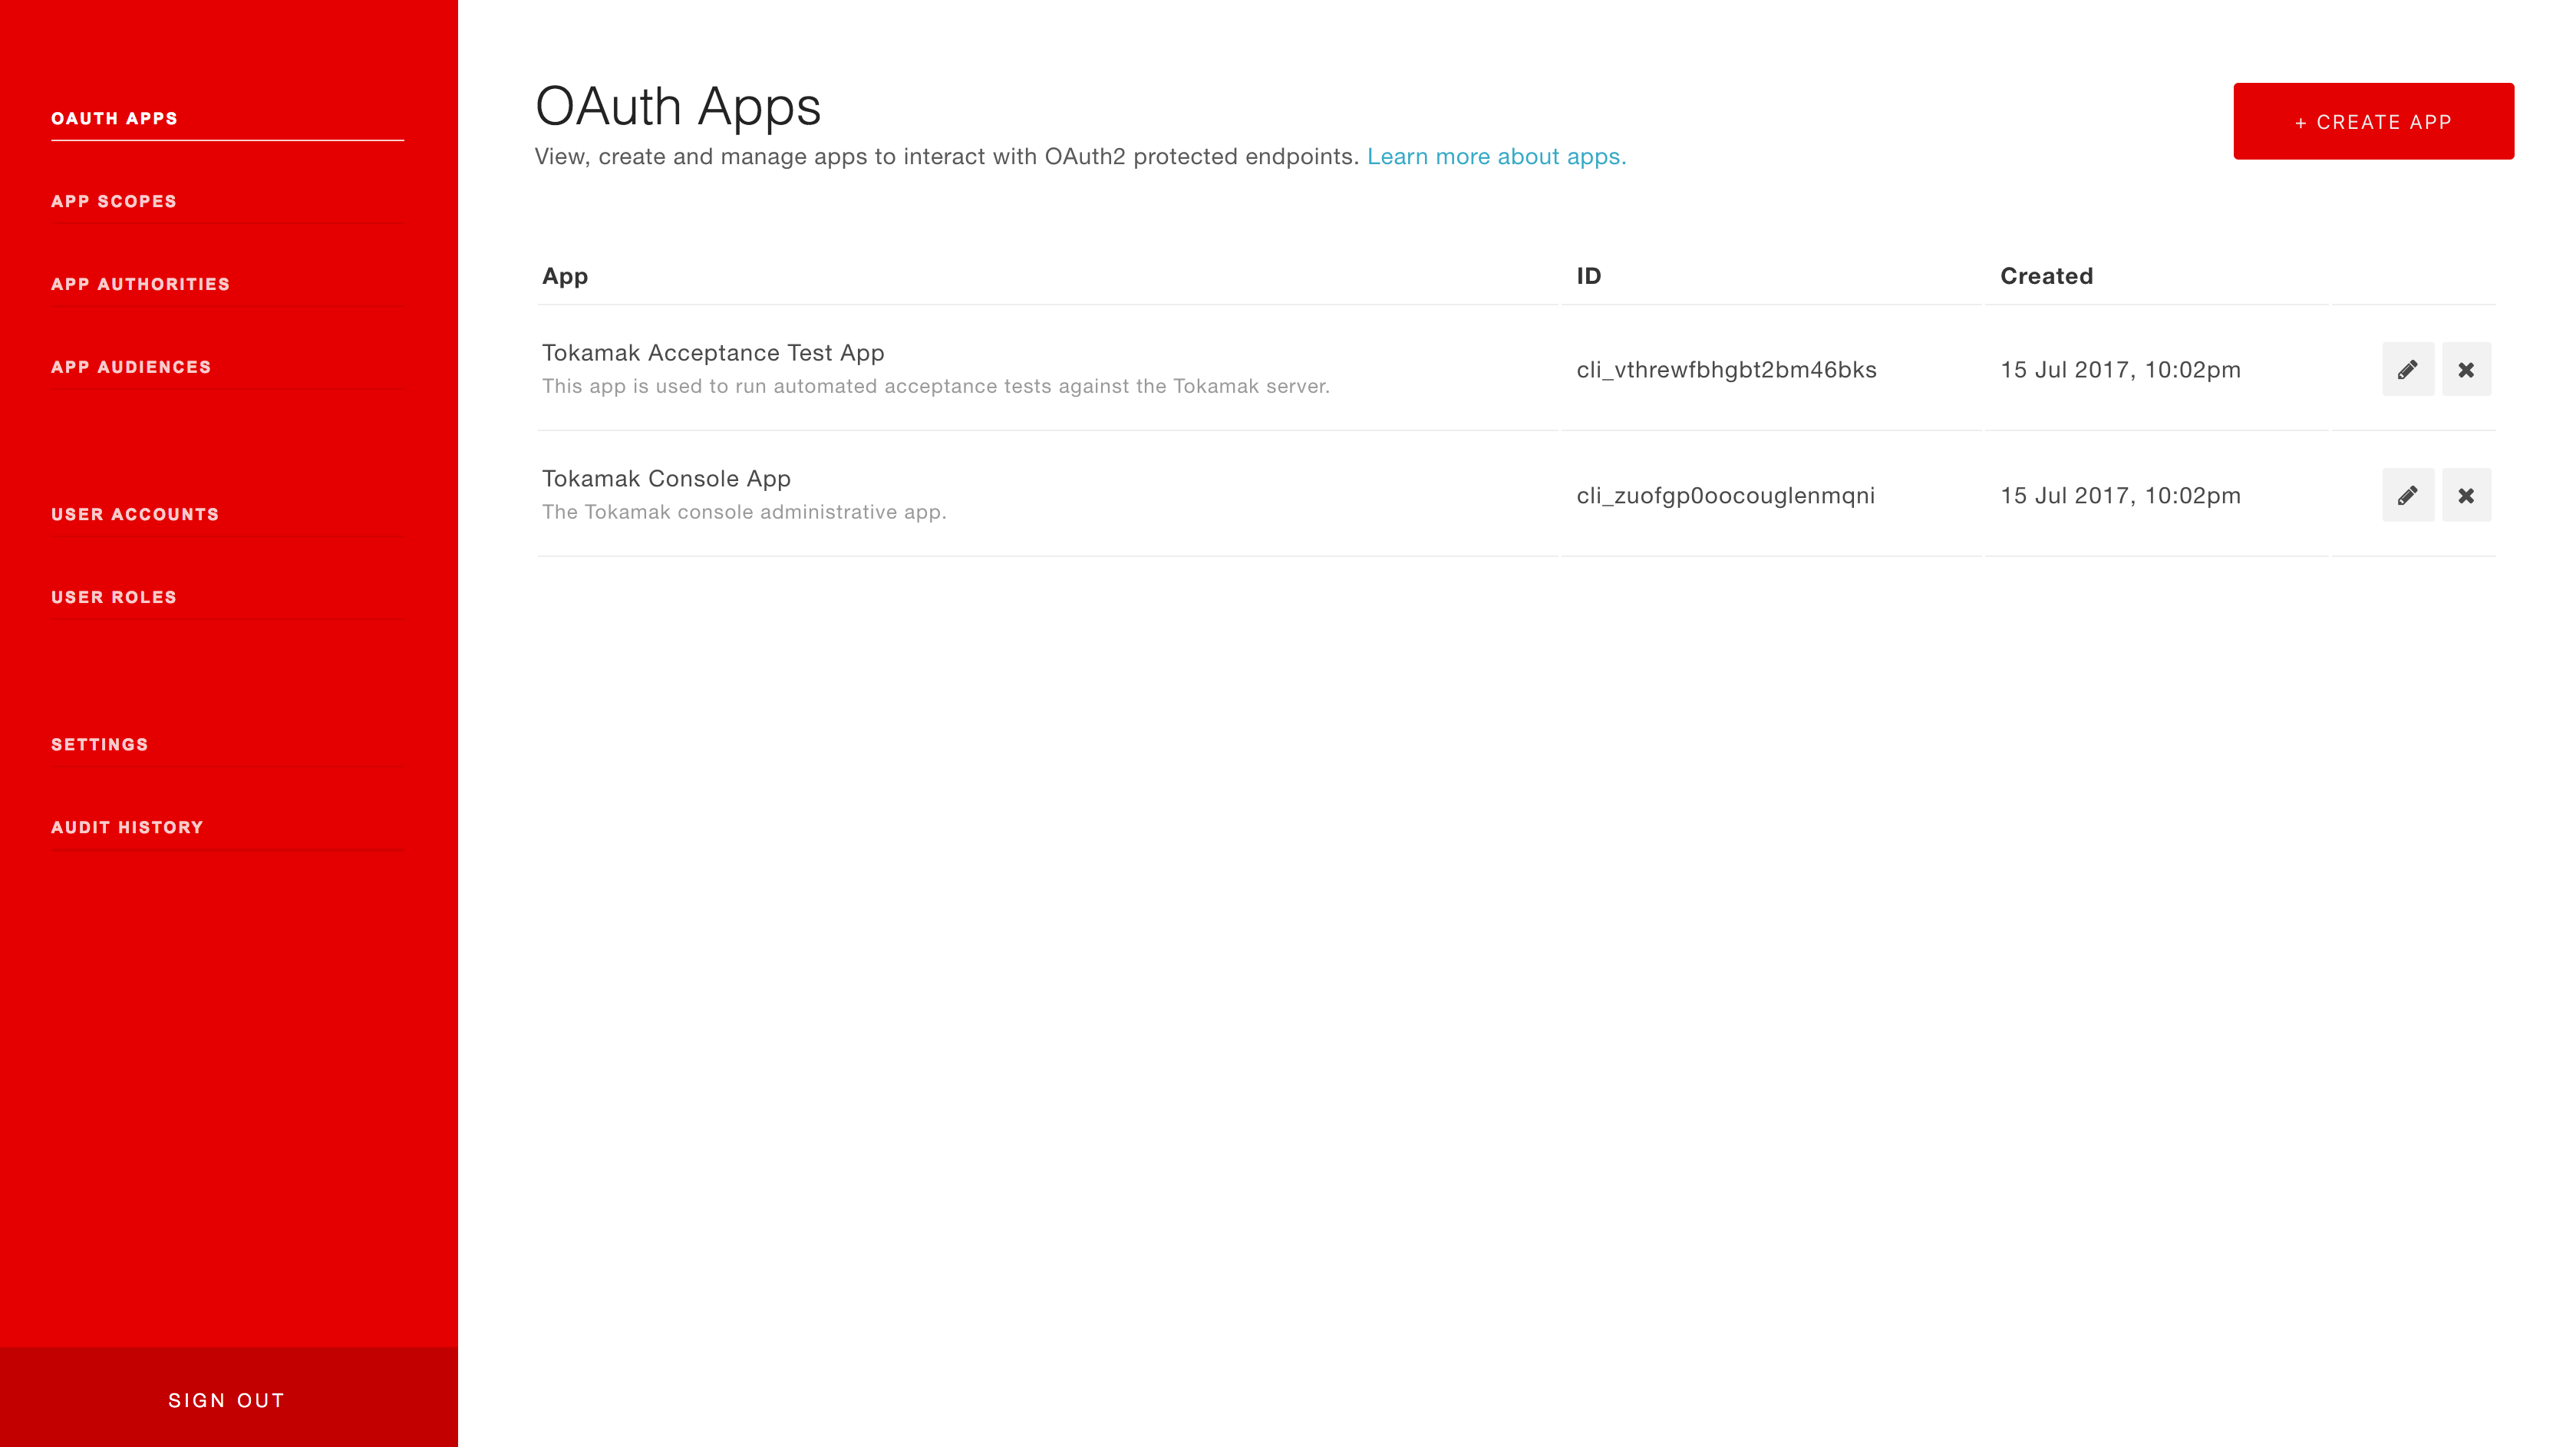 OAUTH APPS
APP SCOPES
APP AUTHORITIES
APP AUDIENCES
USER ACCOUNTS
USER ROLES
SETTINGS
AUDIT HISTORY
SIGN OUT
OAuth Apps
View, create and manage apps to interact with OAuth2 protected endpoints. Learn more about apps.
+ CREATE APP
App ID Created
Tokamak Acceptance Test App
This app is used to run automated acceptance tests against the Tokamak server.
cli_vthrewfbhgbt2bm46bks 15 Jul 2017, 10:02pm
Tokamak Console App
The Tokamak console administrative app.
cli_zuofgp0oocouglenmqni 15 Jul 2017, 10:02pm